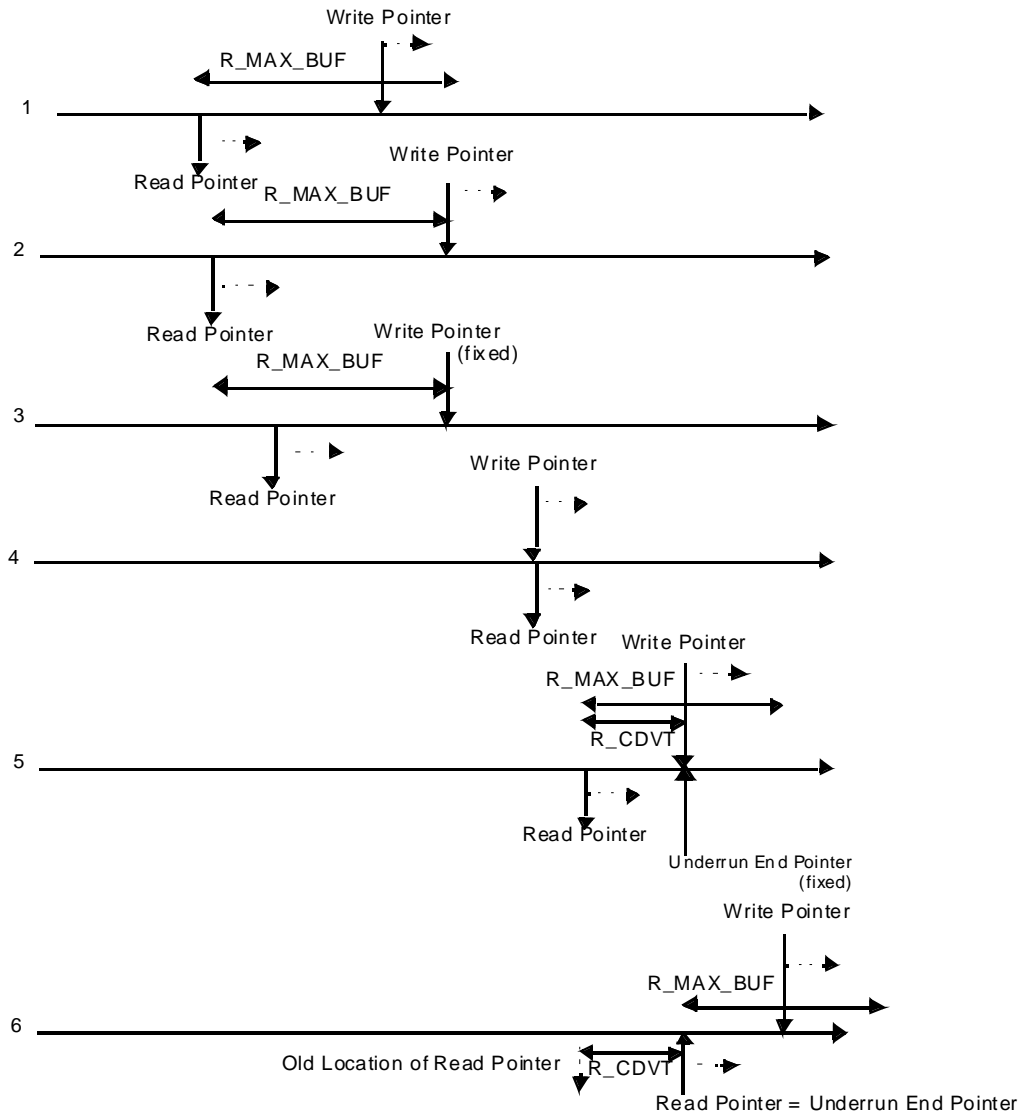 Write Pointer
R_MAX_BUF
1
Write Pointer
Read Pointer
R_MAX_BUF
2
Read Pointer
Write Pointer
(fixed)
R_MAX_BUF
3
Write Pointer
Read Pointer
4
Read Pointer
Write Pointer
R_MAX_BUF
R_CDVT
5
Read Pointer
Underrun End Pointer
(fixed)
Write Pointer
R_MAX_BUF
6
Old Location of Read Pointer
R_CDVT
Read Pointer = Underrun End Pointer